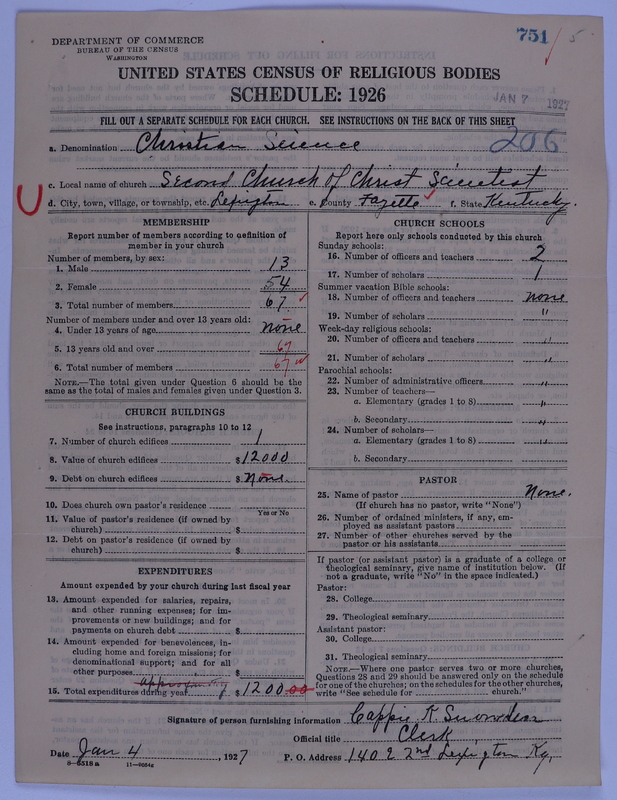 751/ 5
DEPARTMENT OF COMMERCE
BUREAU OF THE CENSUS
WASHINGTON
UNITED STATES CENSUS OF RELIGIOUS BODIES
SCHEDULE: 1926
JAN 7 1927
FILL OUT A SEPARATE SCHEDULE FOR EACH CHURCH. SEE INSTRUCTIONS ON THE BACK OF THIS SHEET
a. Denomination Christian Science 206
c. Local name of church Second Church of Christ Scientist
d. City, town, village, or township, etc. Lexington e. County Fayette f. State Kentucky.
MEMBERSHIP
Report number of members according to definition of
member in your church
Number of members, by sex:
1. Male 13
2. Female 54
3. Total number of members 67
Number of members under and over 13 years old:
4. Under 13 years of age none
5. 13 years old and over 67
6. Total number of members 67
NOTE.—The total given under Question 6 should be the
same as the total of males and females given under Question 3.
CHURCH BUILDINGS
See instructions, paragraphs 10 to 12
7. Number of church edifices 1
8. Value of church edifices $12000
9. Debt on church edifices $None.
10. Does church own pastor's residence
Yes or No
11. Value of pastor's residence (if owned by
church) $
12. Debt on pastor's residence (if owned by
church) $
EXPENDITURES
Amount expended by your church during last fiscal year
13. Amount expended for salaries, repairs,
and other running expenses; for im-
provements or new buildings; and for
payments on church debt $
14. Amount expended for benevolences, in-
cluding home and foreign missions; for
denominational support; and for all
other purposes $
15. Total expenditures during year $1200.00
CHURCH SCHOOLS
Report here only schools conducted by this church
Sunday schools:
16. Number of officers and teachers 2
17. Number of scholars 1
Summer vacation Bible schools:
18. Number of officers and teachers none
19. Number of scholars "
Week-day religious schools:
20. Number of officers and teachers "
21. Number of scholars "
Parochial schools:
22. Number of administrative officers "
23. Number of teachers—
a. Elementary (grades 1 to 8) "
b. Secondary "
24. Number of scholars—
a. Elementary (grades 1 to 8) "
b. Secondary
PASTOR
25. Name of pastor None.
(If church has no pastor, write "None")
26. Number of ordained ministers, if any, em-
ployed as assistant pastors
27. Number of other churches served by the
pastor or his assistants
If pastor (or assistant pastor) is a graduate of a college or
theological seminary, give name of institution below. (If
not a graduate, write "No" in the space indicated.)
Pastor:
28. College
29. Theological seminary
Assistant pastor:
30. College
31. Theological seminary
NOTE.—Where one pastor serves two or more churches,
Questions 28 and 29 should be answered only on the schedule
for one of the churches; on the schedules for the other churches,
write "See schedule for church."
Signature of person furnishing information Cappie R Snowden
Official title Clerk
Date Jan 4, 1927 P. O. Address 140 E 2nd Lexington Ky.
8—5518a 11—9664